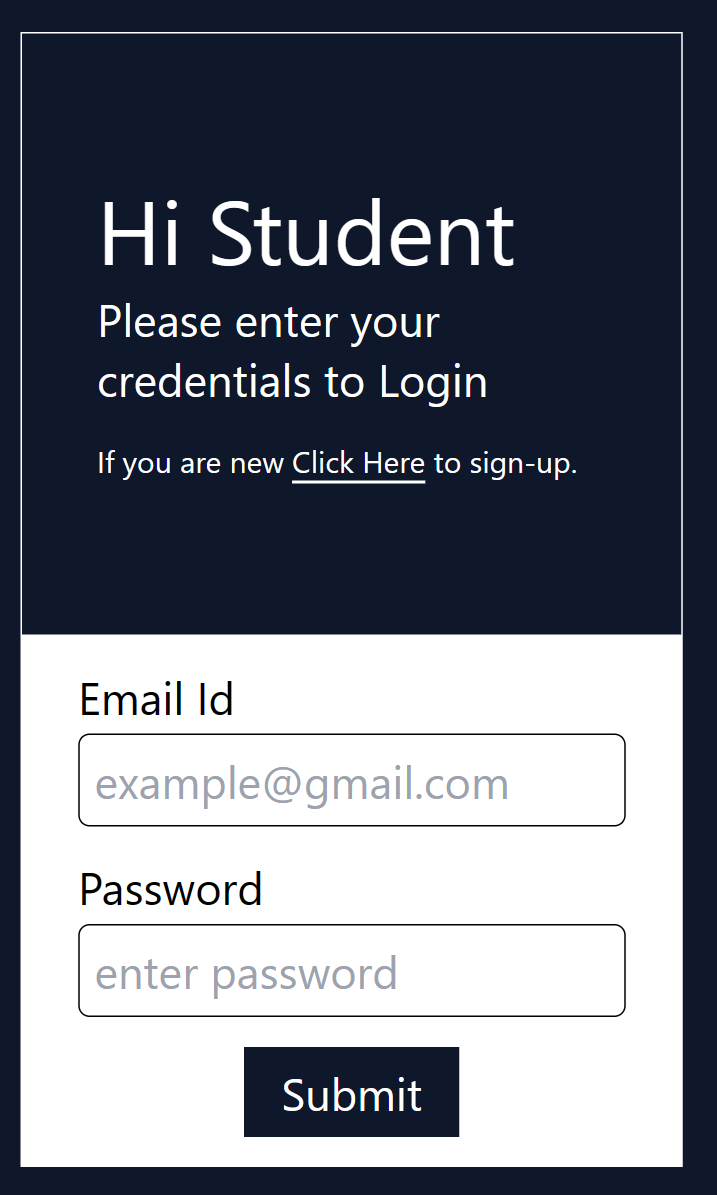 Hi Student
Please enter your
credentials to Login
If you are new Click Here to sign-up.
Email Id
example@gmail.com
Password
enter password
Submit